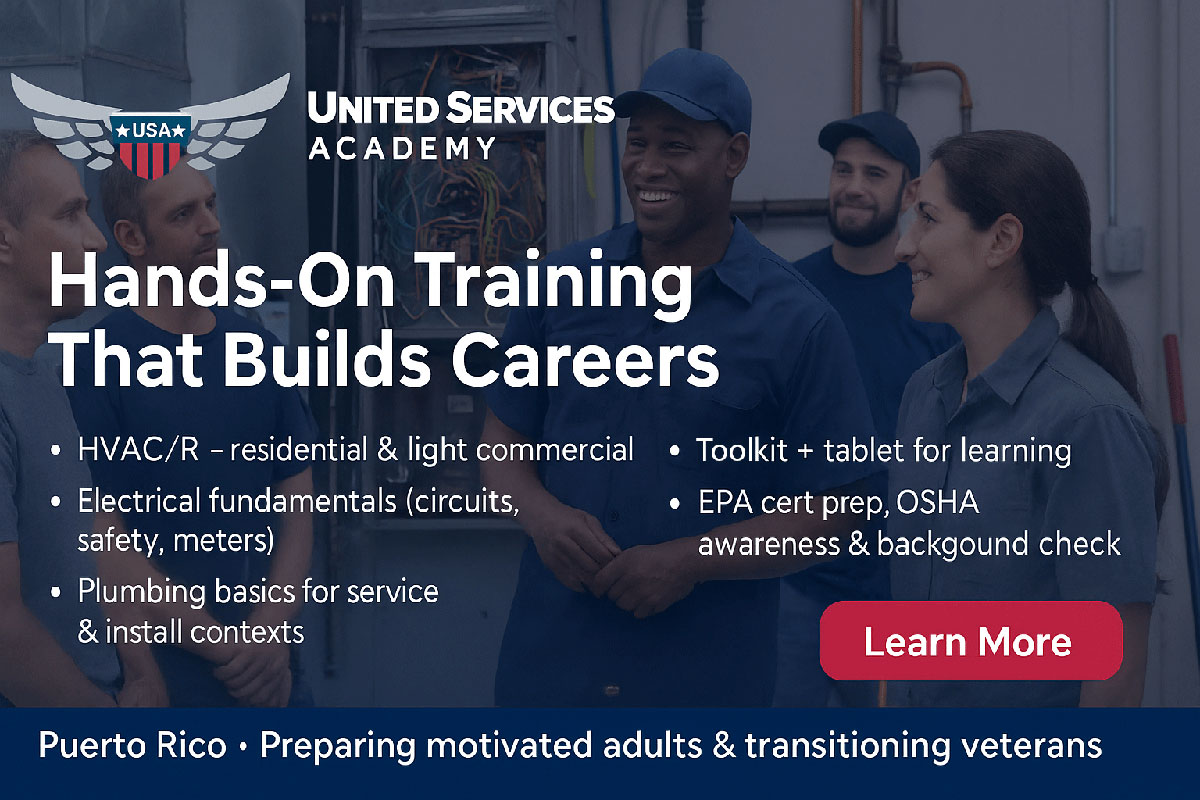 ★USA★
UNITED SERVICES
ACADEMY
Hands-On Training
That Builds Careers
• HVAC/R – residential & light commercial
• Electrical fundamentals (circuits,
safety, meters)
• Plumbing basics for service
& install contexts
• Toolkit + tablet for learning
• EPA cert prep, OSHA
awareness & backgound check
Learn More
Puerto Rico • Preparing motivated adults & transitioning veterans